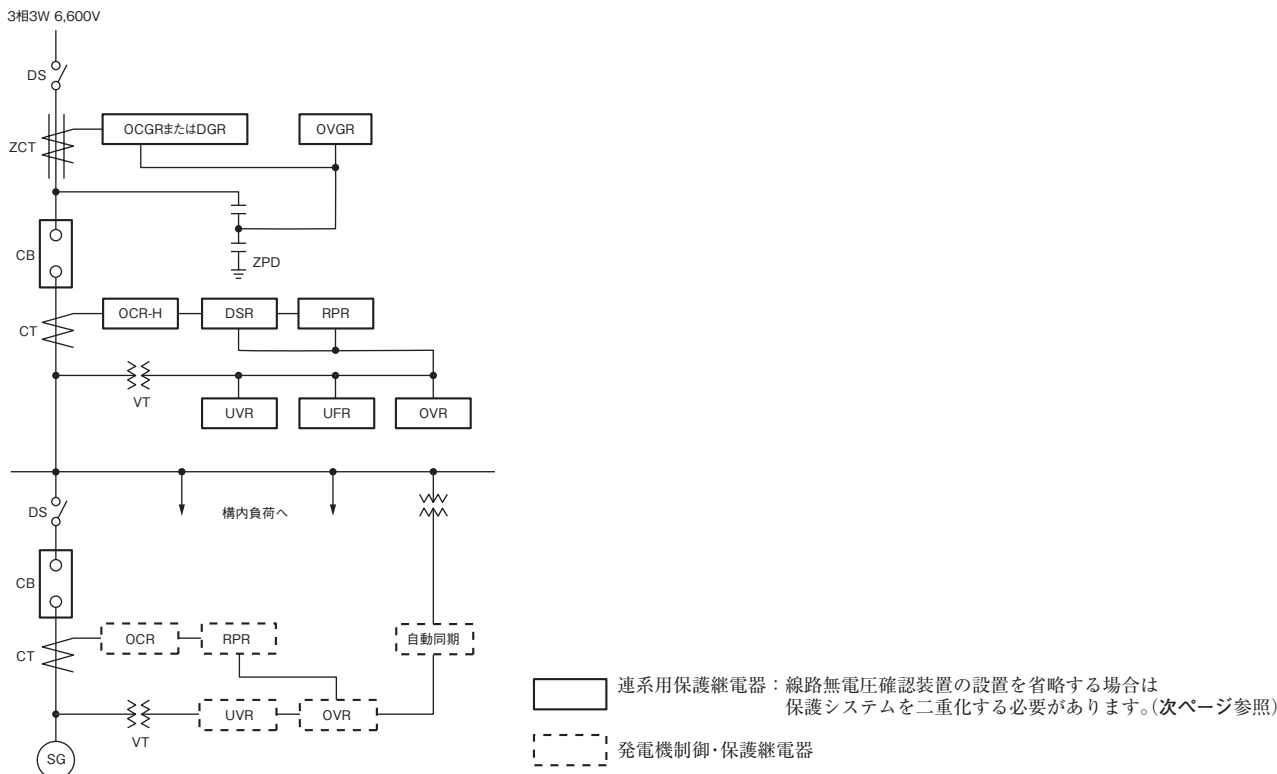 3相3W 6,600V
DS
ZCT
OCGRまたはDGR
OVGR
CB
ZPD
CT
OCR-H
DSR
RPR
VT
UVR
UFR
OVR
DS
構内負荷へ
CB
CT
OCR
RPR
自動同期
VT
UVR
OVR
SG
連系用保護継電器：線路無電圧確認装置の設置を省略する場合は
保護システムを二重化する必要があります。(次ページ参照)
発電機制御・保護継電器